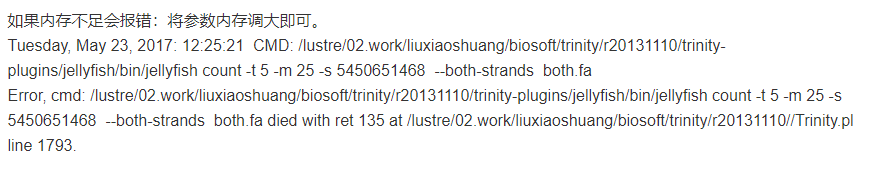 如果内存不足会报错：将参数内存调大即可。
Tuesday, May 23, 2017: 12:25:21  CMD: /lustre/02.work/liuxiaoshuang/biosoft/trinity/r20131110/trinity-
plugins/jellyfish/bin/jellyfish count -t 5 -m 25 -s 5450651468  --both-strands  both.fa
Error, cmd: /lustre/02.work/liuxiaoshuang/biosoft/trinity/r20131110/trinity-plugins/jellyfish/bin/jellyfish count -t 5 -m 25 -s
5450651468  --both-strands  both.fa died with ret 135 at /lustre/02.work/liuxiaoshuang/biosoft/trinity/r20131110//Trinity.pl
line 1793.